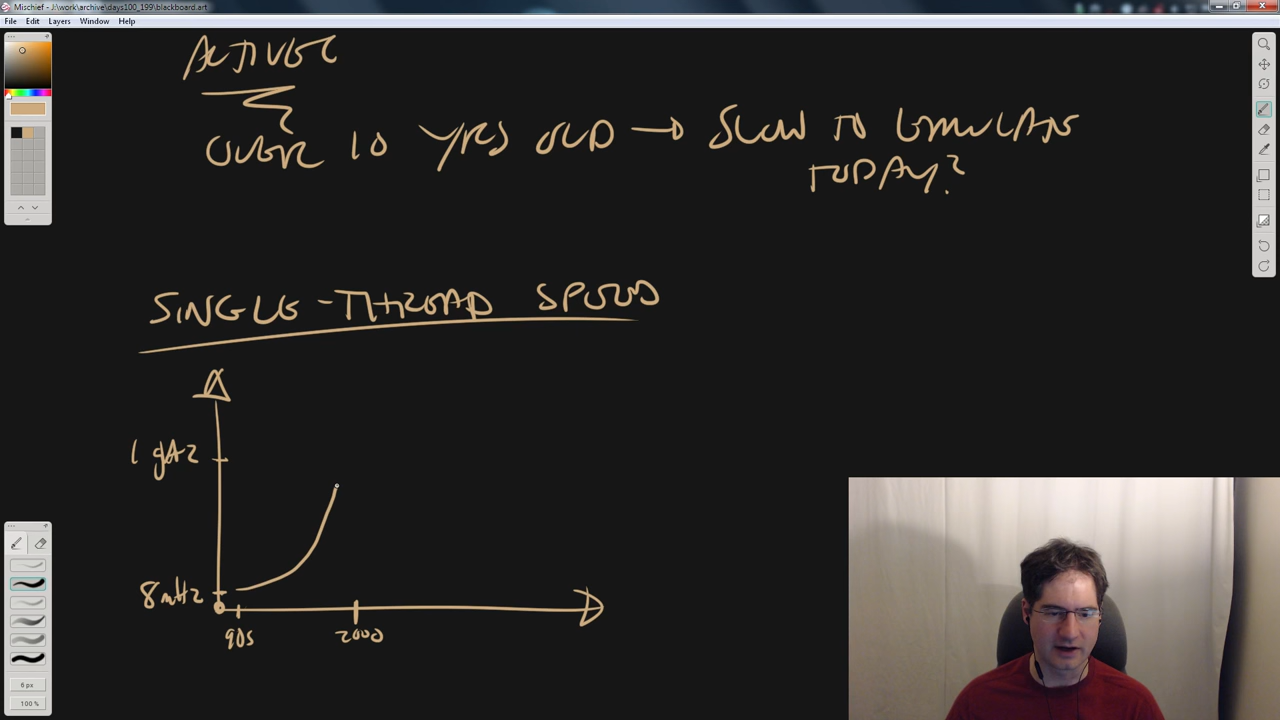 Mischief - J:\work\archive\days100_199\blackboard.art
File Edit Layers Window Help
OVER 10 YRS OLD → SLOW TO EMULATE
TODAY?
SINGLE-THREAD SPEED
1 gHz
8 mHz
90s 2000
6 px
100 %